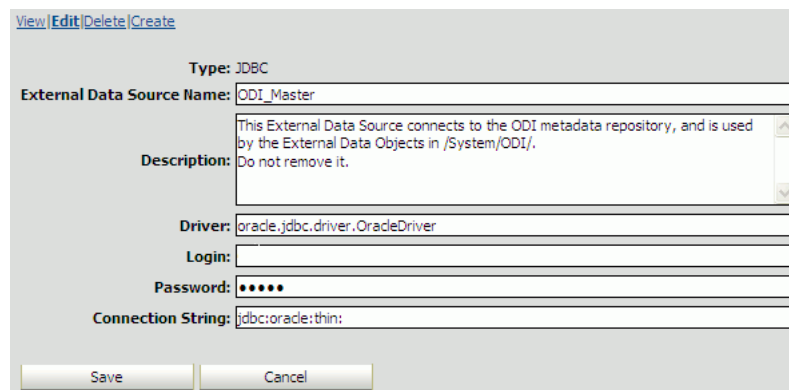 View|Edit|Delete|Create
Type: JDBC
External Data Source Name: ODI_Master
Description: This External Data Source connects to the ODI metadata repository, and is used
by the External Data Objects in /System/ODI/.
Do not remove it.
Driver: oracle.jdbc.driver.OracleDriver
Login:
Password: •••••
Connection String: jdbc:oracle:thin:
Save Cancel